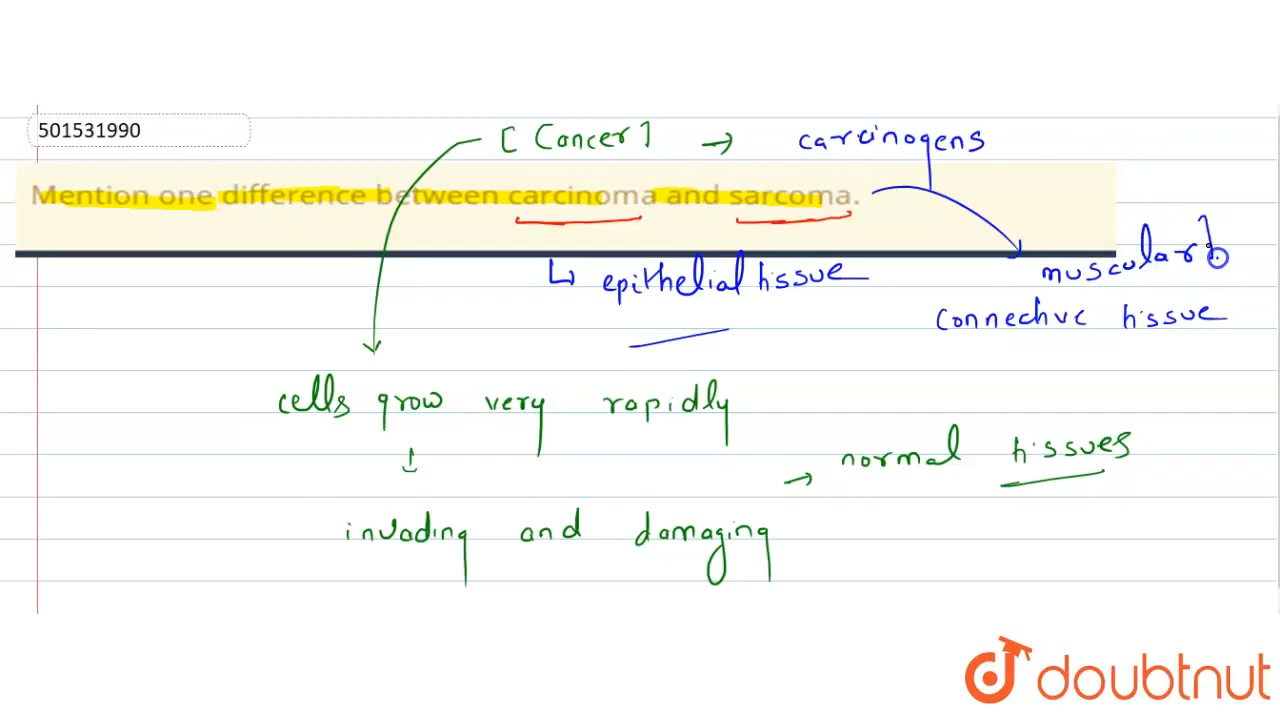 501531990
[ Cancer ] → carcinogens
Mention one difference between carcinoma and sarcoma.
↳ epithelial tissue
muscular ]
connective tissue
cells grow very rapidly
↓
→ normal tissues
invading and damaging
doubtnut